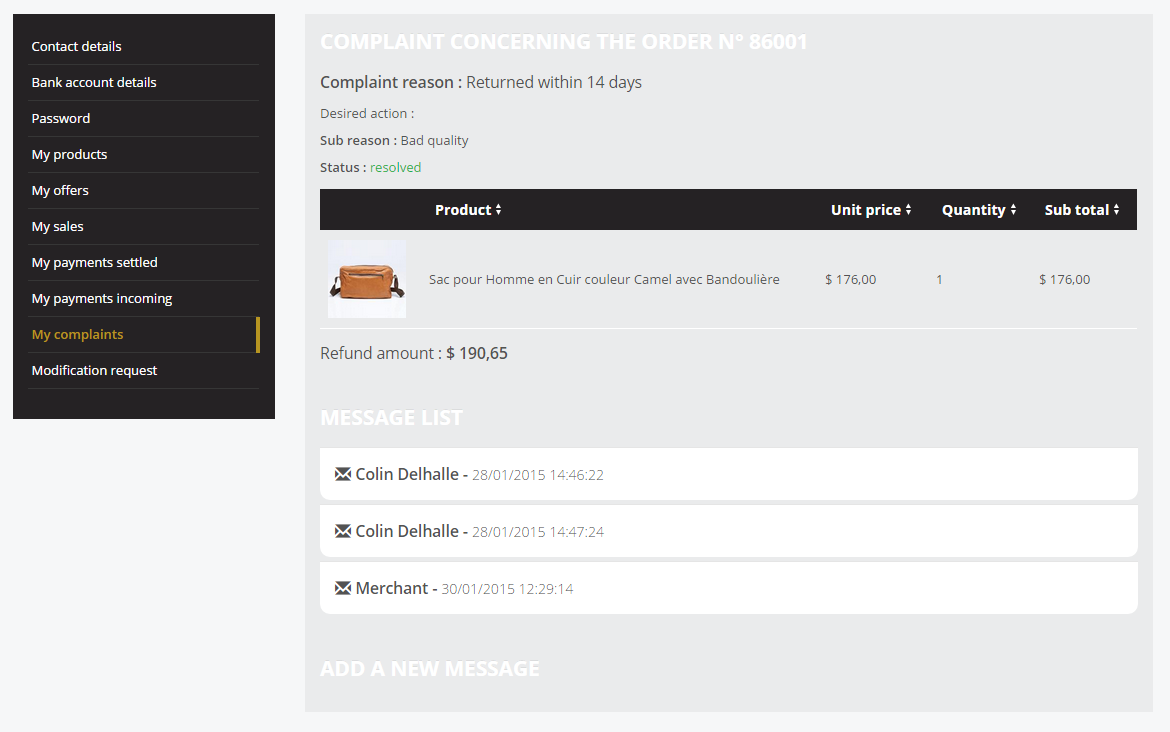 Contact details
Bank account details
Password
My products
My offers
My sales
My payments settled
My payments incoming
My complaints
Modification request
COMPLAINT CONCERNING THE ORDER N° 86001
Complaint reason : Returned within 14 days
Desired action :
Sub reason : Bad quality
Status : resolved
Product Unit price Quantity Sub total
Sac pour Homme en Cuir couleur Camel avec Bandoulière $ 176,00 1 $ 176,00
Refund amount : $ 190,65
MESSAGE LIST
Colin Delhalle - 28/01/2015 14:46:22
Colin Delhalle - 28/01/2015 14:47:24
Merchant - 30/01/2015 12:29:14
ADD A NEW MESSAGE